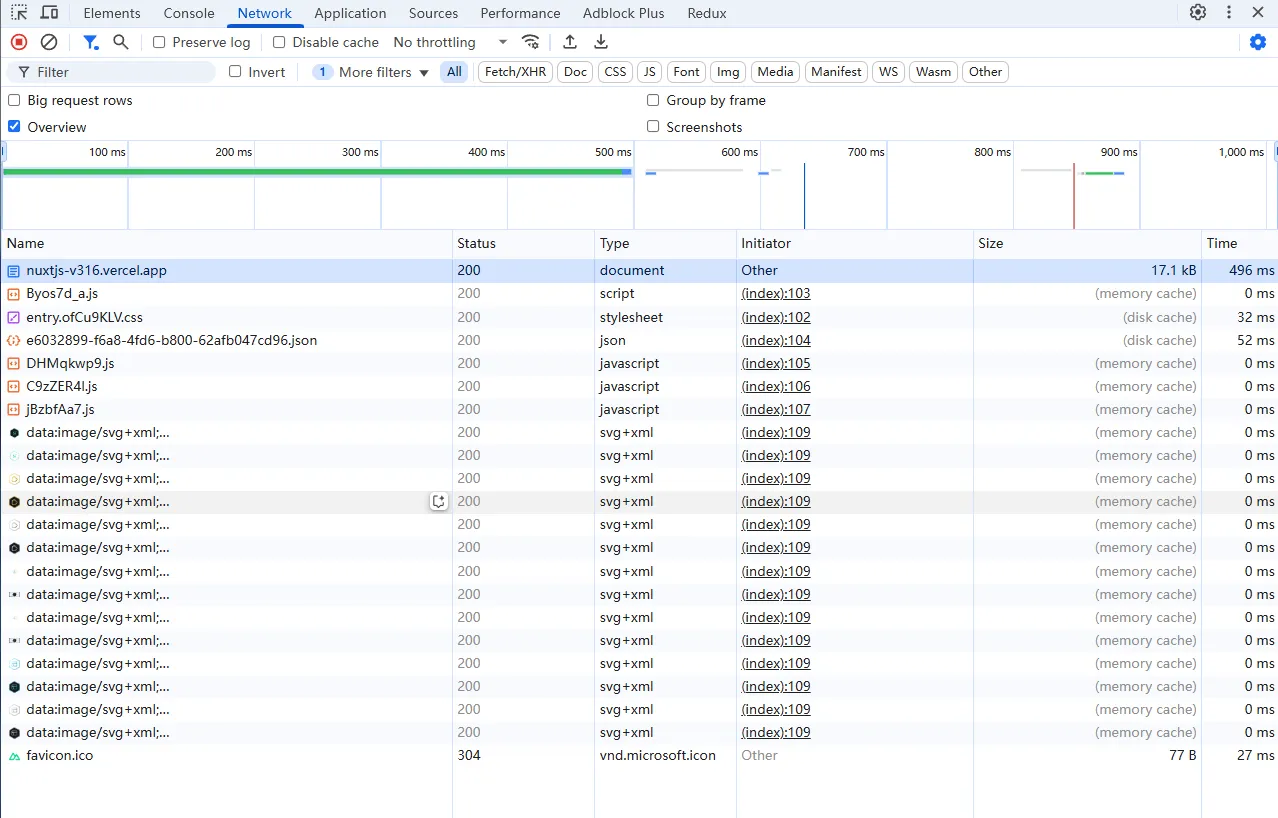 Elements Console Network Application Sources Performance Adblock Plus Redux
Preserve log Disable cache No throttling
Filter Invert 1 More filters All Fetch/XHR Doc CSS JS Font Img Media Manifest WS Wasm Other
Big request rows Group by frame
Overview Screenshots
100 ms 200 ms 300 ms 400 ms 500 ms 600 ms 700 ms 800 ms 900 ms 1,000 ms
Name Status Type Initiator Size Time
nuxtjs-v316.vercel.app 200 document Other 17.1 kB 496 ms
Byos7d_a.js 200 script (index):103 (memory cache) 0 ms
entry.ofCu9KLV.css 200 stylesheet (index):102 (disk cache) 32 ms
e6032899-f6a8-4fd6-b800-62afb047cd96.json 200 json (index):104 (disk cache) 52 ms
DHMqkwp9.js 200 javascript (index):105 (memory cache) 0 ms
C9zZER4l.js 200 javascript (index):106 (memory cache) 0 ms
jBzbfAa7.js 200 javascript (index):107 (memory cache) 0 ms
data:image/svg+xml;... 200 svg+xml (index):109 (memory cache) 0 ms
data:image/svg+xml;... 200 svg+xml (index):109 (memory cache) 0 ms
data:image/svg+xml;... 200 svg+xml (index):109 (memory cache) 0 ms
data:image/svg+xml;... 200 svg+xml (index):109 (memory cache) 0 ms
data:image/svg+xml;... 200 svg+xml (index):109 (memory cache) 0 ms
data:image/svg+xml;... 200 svg+xml (index):109 (memory cache) 0 ms
data:image/svg+xml;... 200 svg+xml (index):109 (memory cache) 0 ms
data:image/svg+xml;... 200 svg+xml (index):109 (memory cache) 0 ms
data:image/svg+xml;... 200 svg+xml (index):109 (memory cache) 0 ms
data:image/svg+xml;... 200 svg+xml (index):109 (memory cache) 0 ms
data:image/svg+xml;... 200 svg+xml (index):109 (memory cache) 0 ms
data:image/svg+xml;... 200 svg+xml (index):109 (memory cache) 0 ms
data:image/svg+xml;... 200 svg+xml (index):109 (memory cache) 0 ms
data:image/svg+xml;... 200 svg+xml (index):109 (memory cache) 0 ms
favicon.ico 304 vnd.microsoft.icon Other 77 B 27 ms